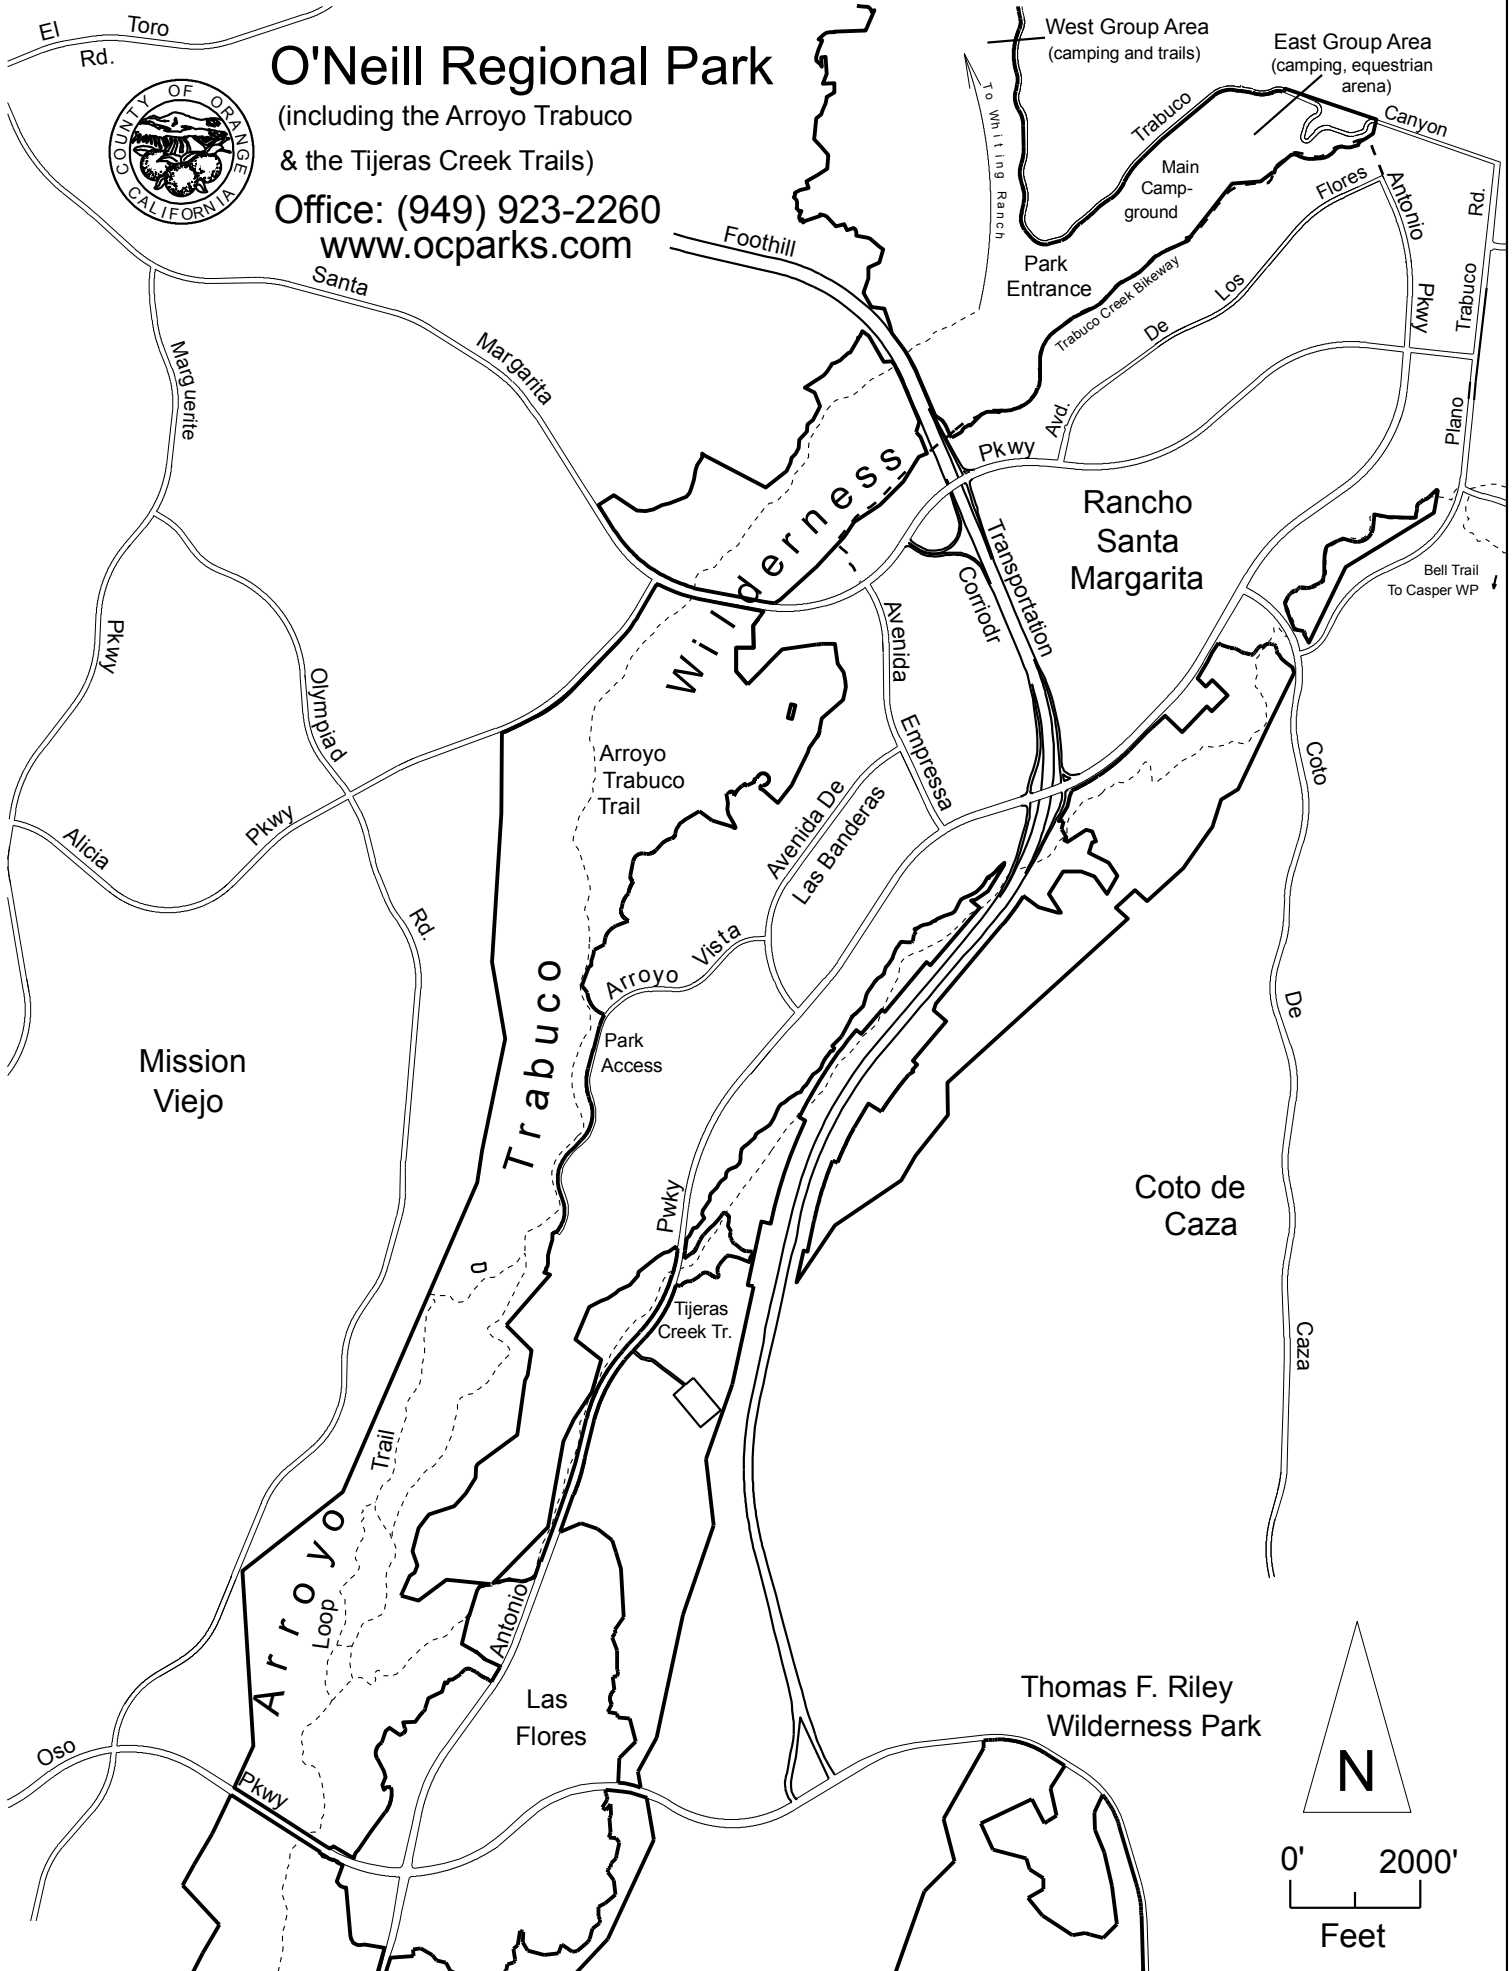 El Toro
Rd.
O'Neill Regional Park
(including the Arroyo Trabuco
& the Tijeras Creek Trails)
Office: (949) 923-2260
www.ocparks.com
COUNTY OF ORANGE
CALIFORNIA
West Group Area
(camping and trails)
East Group Area
(camping, equestrian
arena)
To Whiting Ranch
Trabuco
Canyon
Rd.
Main
Camp-
ground
Flores
Antonio
Pkwy
Foothill
Park
Entrance
Trabuco Creek Bikeway
Los
De
Avd.
Trabuco
Plano
Santa
Margarita
Marguerite
Pkwy
Pkwy
Wilderness
Rancho
Santa
Margarita
Transportation
Corriodr
Bell Trail
To Casper WP
Avenida
Empressa
Olympiad
Rd.
Arroyo
Trabuco
Trail
Avenida De
Las Banderas
Coto
De
Caza
Alicia
Pkwy
Arroyo Vista
Trabuco
Park
Access
Mission
Viejo
Coto de
Caza
Pwky
Tijeras
Creek Tr.
Trail
Loop
Arroyo
Antonio
Las
Flores
Thomas F. Riley
Wilderness Park
Oso
Pkwy
N
0' 2000'
Feet